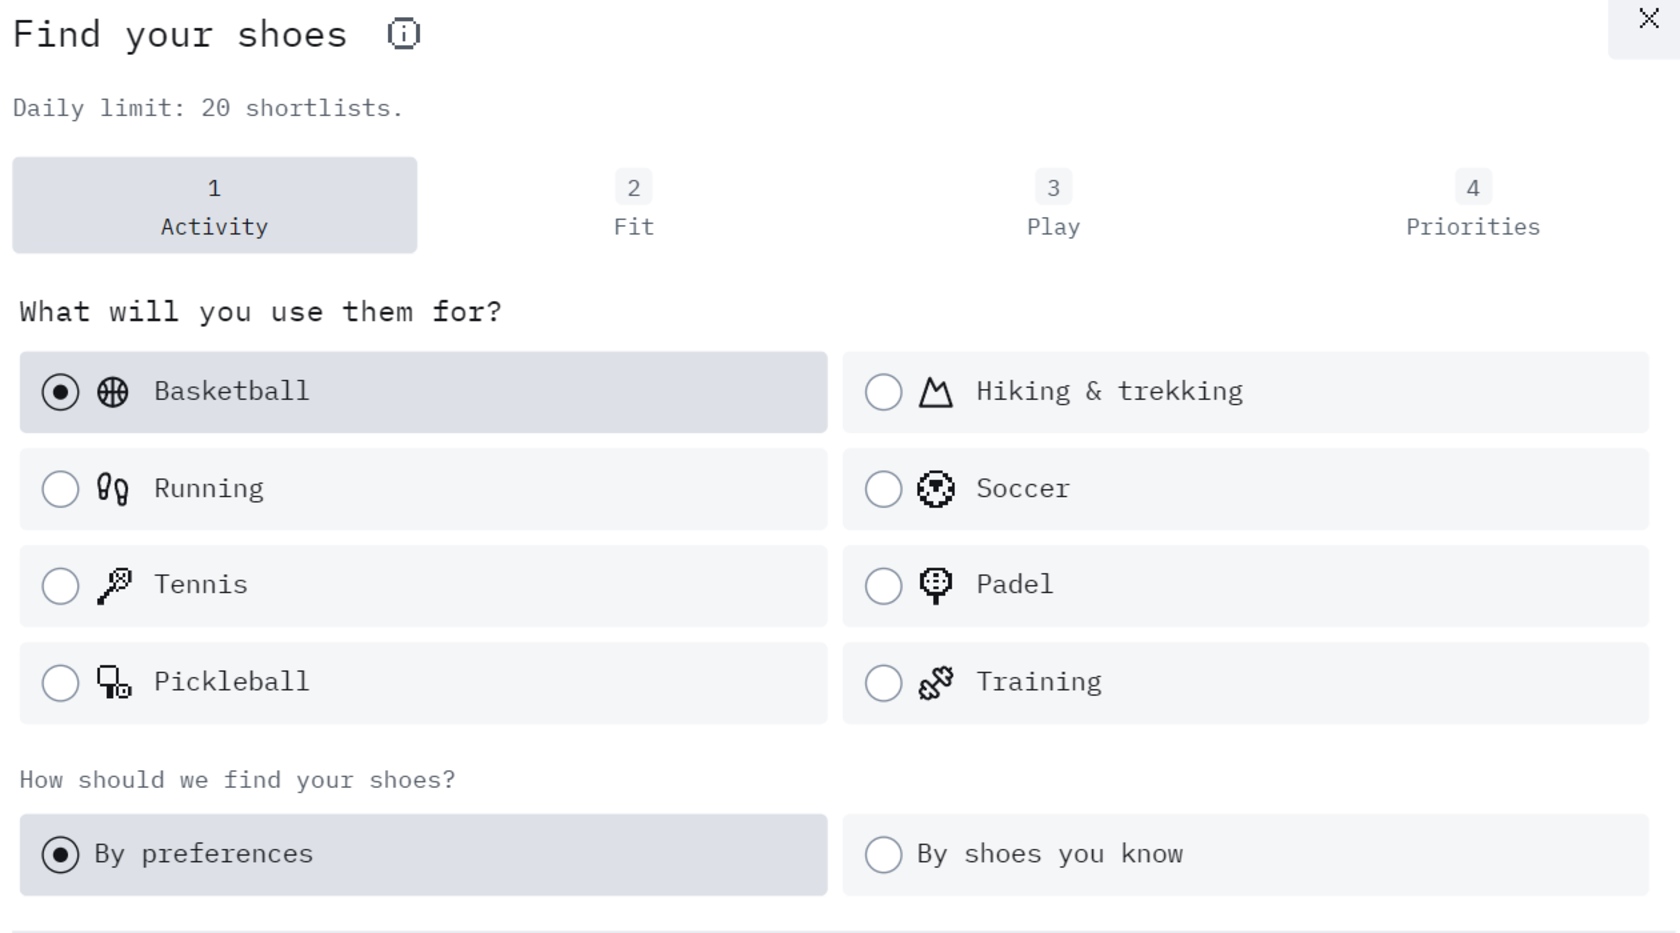 Find your shoes
Daily limit: 20 shortlists.
1
Activity
2
Fit
3
Play
4
Priorities
What will you use them for?
Basketball
Hiking & trekking
Running
Soccer
Tennis
Padel
Pickleball
Training
How should we find your shoes?
By preferences
By shoes you know